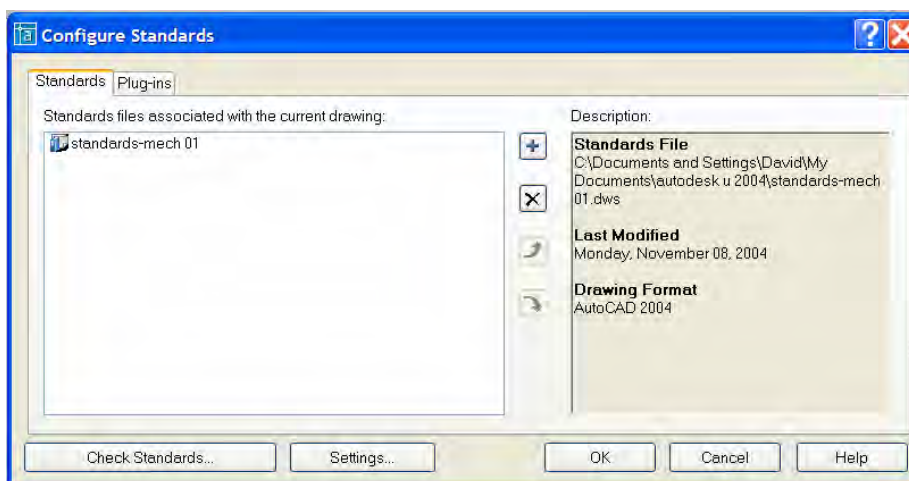 Configure Standards
Standards Plug-ins
Standards files associated with the current drawing:
standards-mech 01
Description:
Standards File
C:\Documents and Settings\David\My
Documents\autodesk u 2004\standards-mech
01.dws
Last Modified
Monday, November 08, 2004
Drawing Format
AutoCAD 2004
Check Standards... Settings... OK Cancel Help